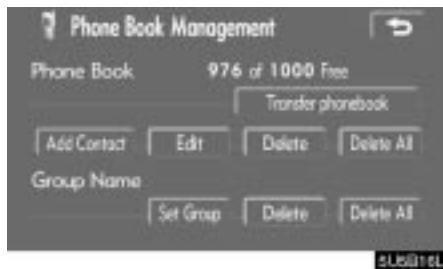 Phone Book Management
Phone Book 976 of 1000 Free
Transfer phonebook
Add Contact Edit Delete Delete All
Group Name
Set Group Delete Delete All
5U5B16L